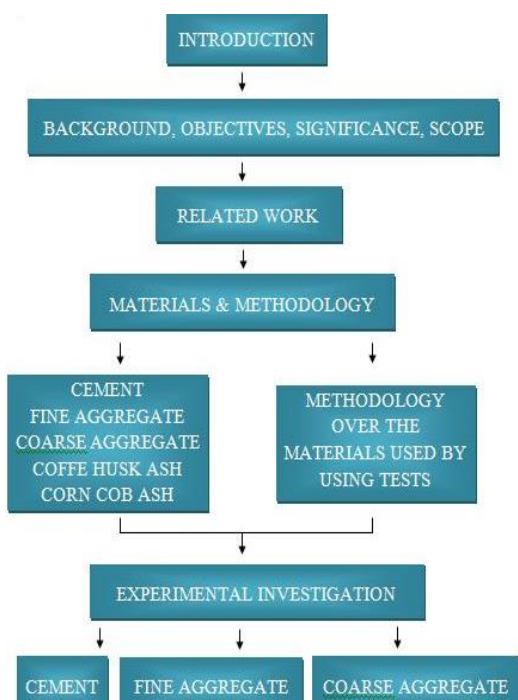 INTRODUCTION
BACKGROUND, OBJECTIVES, SIGNIFICANCE, SCOPE
RELATED WORK
MATERIALS & METHODOLOGY
CEMENT
FINE AGGREGATE
COARSE AGGREGATE
COFFE HUSK ASH
CORN COB ASH
METHODOLOGY
OVER THE
MATERIALS USED BY
USING TESTS
EXPERIMENTAL INVESTIGATION
CEMENT
FINE AGGREGATE
COARSE AGGREGATE